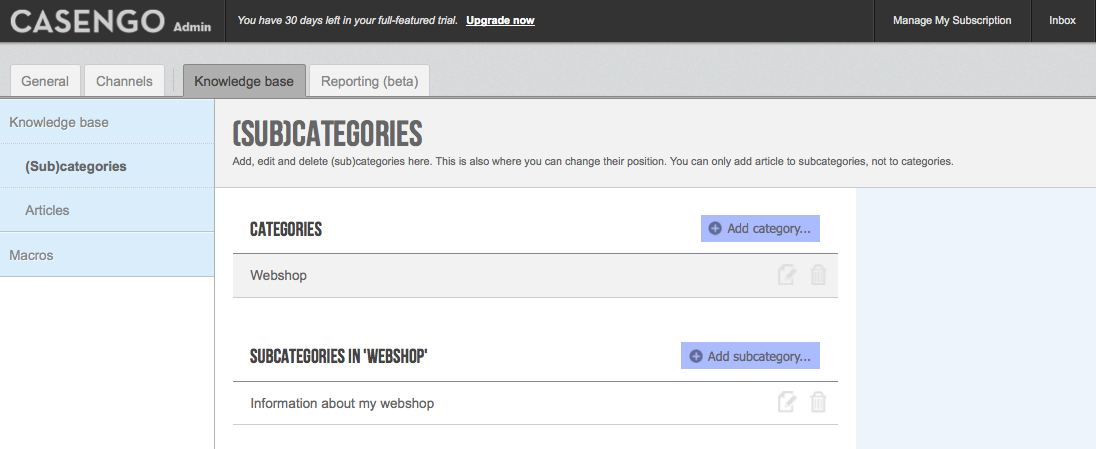 CASENGO Admin You have 30 days left in your full-featured trial. Upgrade now Manage My Subscription Inbox
General Channels Knowledge base Reporting (beta)
Knowledge base
(Sub)categories
Articles
Macros
(SUB)CATEGORIES
Add, edit and delete (sub)categories here. This is also where you can change their position. You can only add article to subcategories, not to categories.
CATEGORIES Add category...
Webshop
SUBCATEGORIES IN 'WEBSHOP' Add subcategory...
Information about my webshop